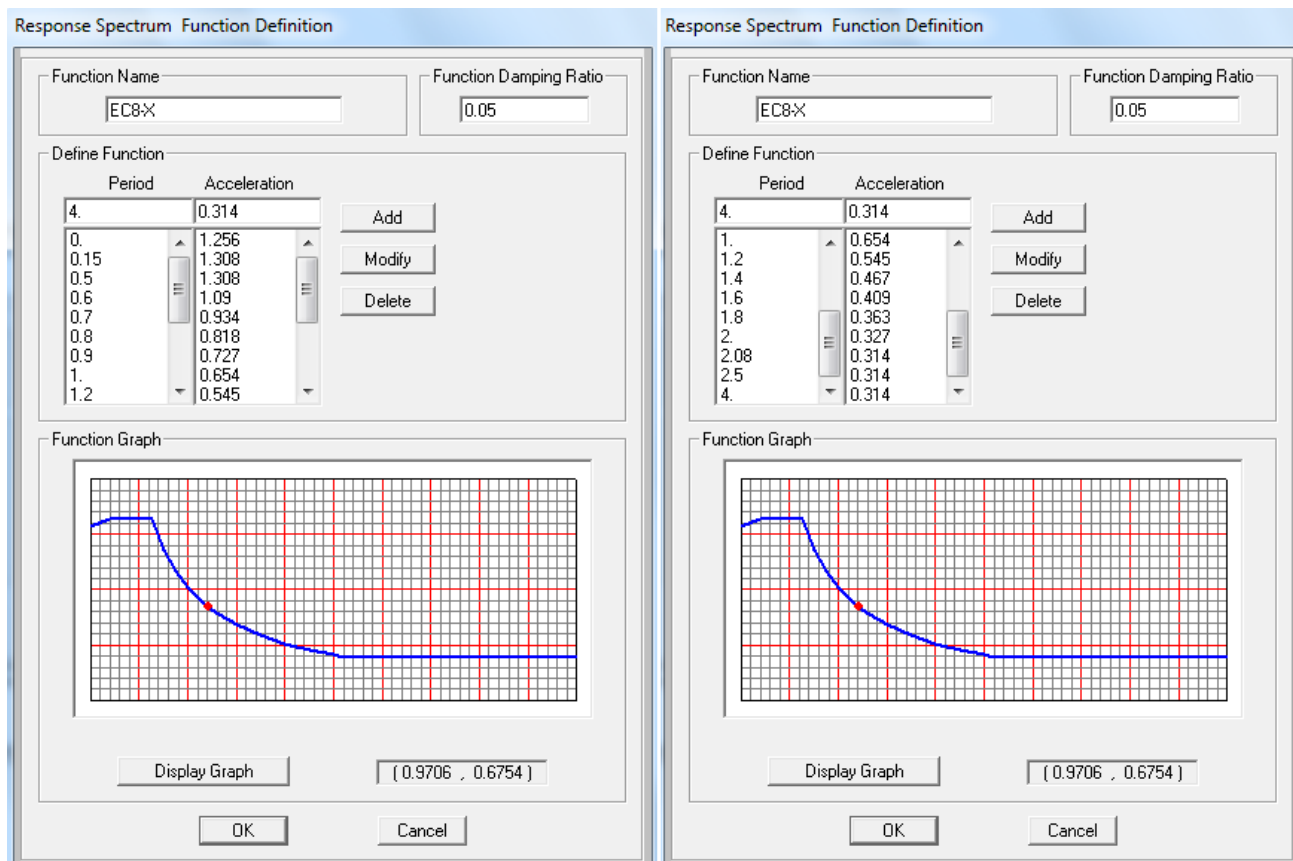 Response Spectrum  Function Definition
Function Name
EC8-X
Function Damping Ratio
0.05
Define Function
Period Acceleration
4. 0.314
Add
Modify
Delete
0. 1.256
0.15 1.308
0.5 1.308
0.6 1.09
0.7 0.934
0.8 0.818
0.9 0.727
1. 0.654
1.2 0.545
Function Graph
Display Graph
( 0.9706 , 0.6754 )
OK Cancel
Response Spectrum  Function Definition
Function Name
EC8-X
Function Damping Ratio
0.05
Define Function
Period Acceleration
4. 0.314
Add
Modify
Delete
1. 0.654
1.2 0.545
1.4 0.467
1.6 0.409
1.8 0.363
2. 0.327
2.08 0.314
2.5 0.314
4. 0.314
Function Graph
Display Graph
( 0.9706 , 0.6754 )
OK Cancel